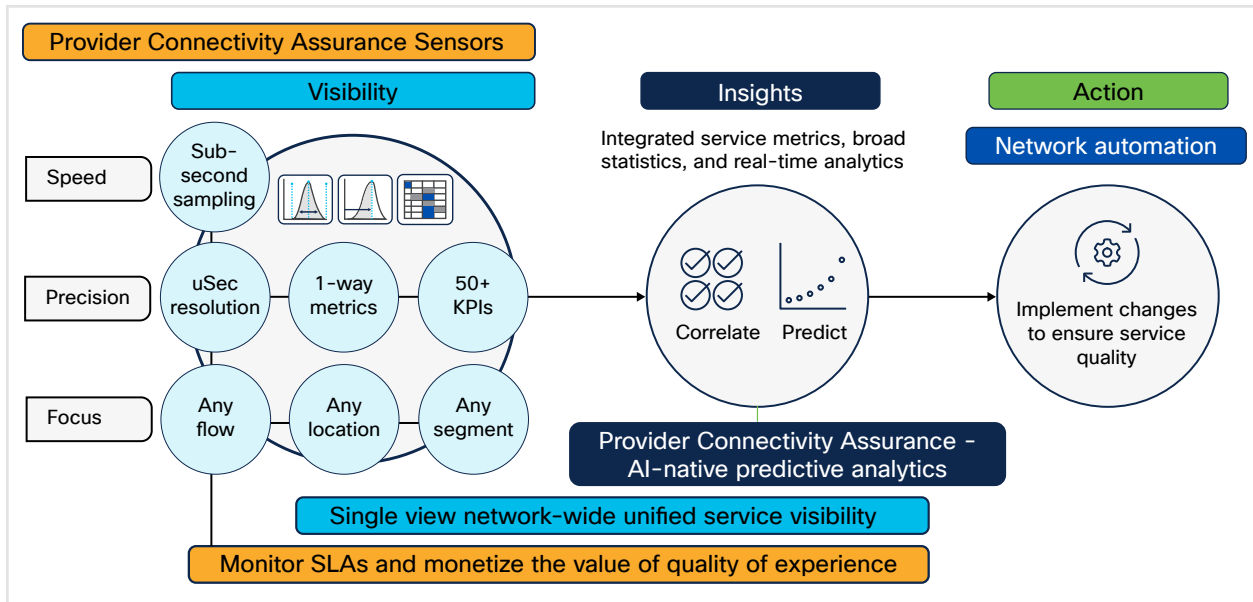 Provider Connectivity Assurance Sensors
Visibility
Insights
Action
Integrated service metrics, broad
statistics, and real-time analytics
Network automation
Speed
Sub-
second
sampling
Precision
uSec
resolution
1-way
metrics
50+
KPIs
Correlate
Predict
Implement changes
to ensure service
quality
Focus
Any
flow
Any
location
Any
segment
Provider Connectivity Assurance -
AI-native predictive analytics
Single view network-wide unified service visibility
Monitor SLAs and monetize the value of quality of experience